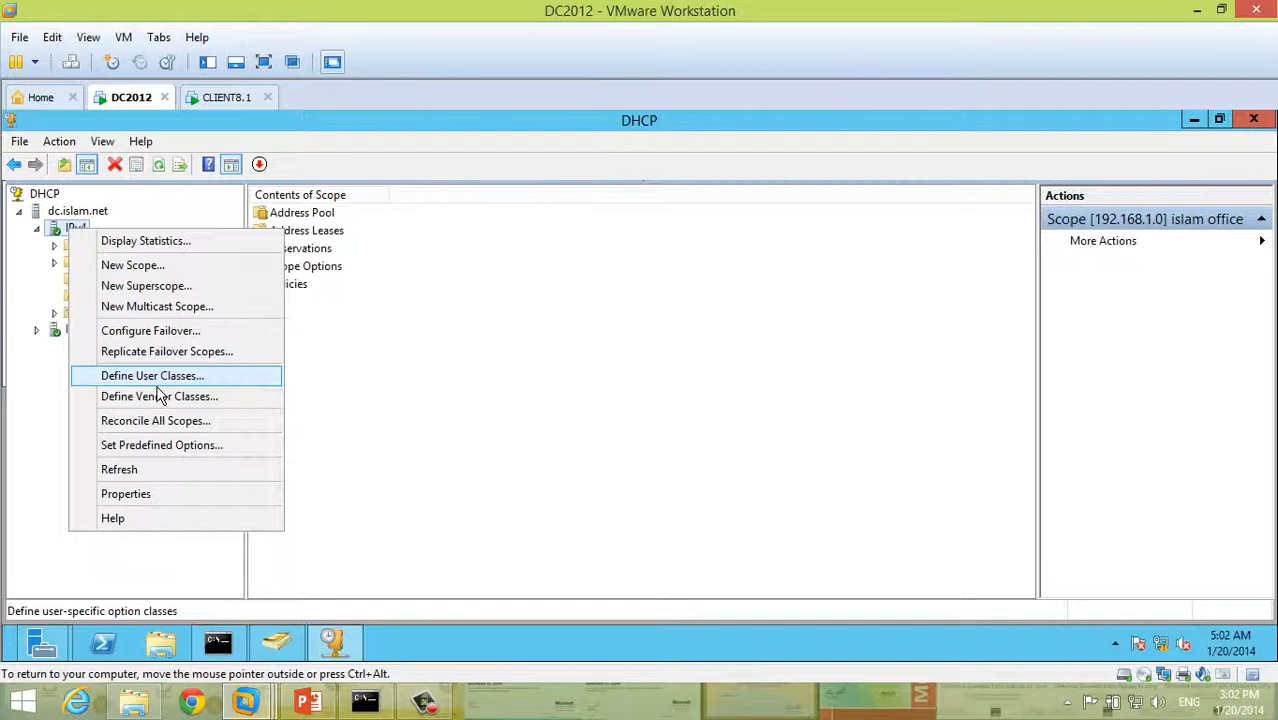 DC2012 - VMware Workstation
File Edit View VM Tabs Help
Home DC2012 CLIENT8.1
DHCP
File Action View Help
DHCP
dc.islam.net
IPv4
Contents of Scope
Address Pool
dress Leases
servations
ope Options
icies
Actions
Scope [192.168.1.0] islam office
More Actions
Display Statistics...
New Scope...
New Superscope...
New Multicast Scope...
Configure Failover...
Replicate Failover Scopes...
Define User Classes...
Define Vendor Classes...
Reconcile All Scopes...
Set Predefined Options...
Refresh
Properties
Help
Define user-specific option classes
5:02 AM
1/20/2014
To return to your computer, move the mouse pointer outside or press Ctrl+Alt.
ENG
3:02 PM
1/20/2014